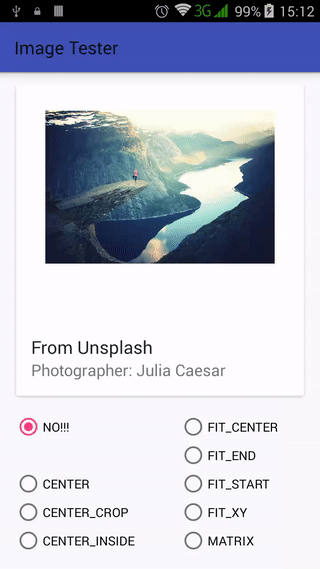 3G 99% 15:12
Image Tester
From Unsplash
Photographer: Julia Caesar
NO!!! FIT_CENTER
FIT_END
CENTER FIT_START
CENTER_CROP FIT_XY
CENTER_INSIDE MATRIX